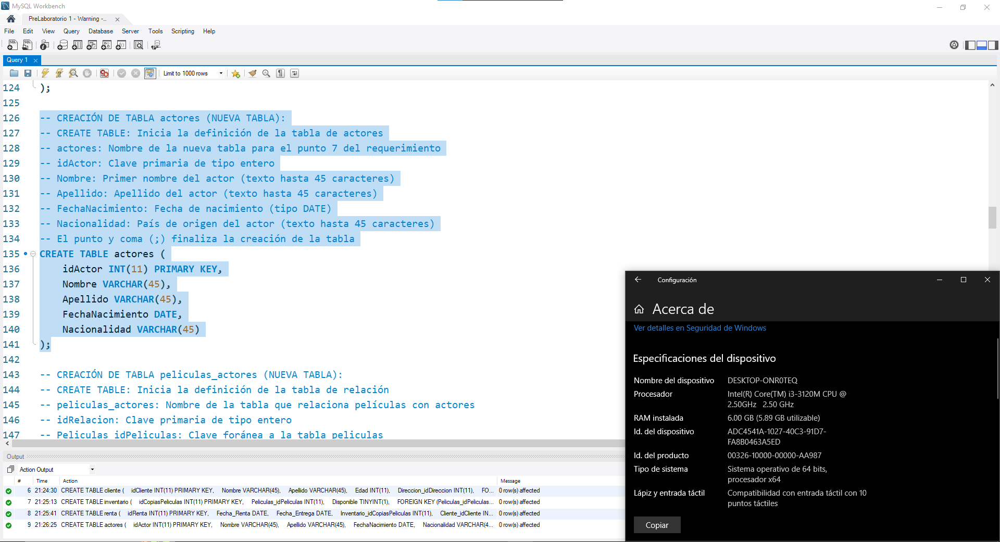 MySQL Workbench
PreLaboratorio 1 - Warning -...
File Edit View Query Database Server Tools Scripting Help
Query 1
Limit to 1000 rows
124 );
125
126 -- CREACIÓN DE TABLA actores (NUEVA TABLA):
127 -- CREATE TABLE: Inicia la definición de la tabla de actores
128 -- actores: Nombre de la nueva tabla para el punto 7 del requerimiento
129 -- idActor: Clave primaria de tipo entero
130 -- Nombre: Primer nombre del actor (texto hasta 45 caracteres)
131 -- Apellido: Apellido del actor (texto hasta 45 caracteres)
132 -- FechaNacimiento: Fecha de nacimiento (tipo DATE)
133 -- Nacionalidad: País de origen del actor (texto hasta 45 caracteres)
134 -- El punto y coma (;) finaliza la creación de la tabla
135 CREATE TABLE actores (
136 idActor INT(11) PRIMARY KEY,
137 Nombre VARCHAR(45),
138 Apellido VARCHAR(45),
139 FechaNacimiento DATE,
140 Nacionalidad VARCHAR(45)
141 );
142
143 -- CREACIÓN DE TABLA peliculas_actores (NUEVA TABLA):
144 -- CREATE TABLE: Inicia la definición de la tabla de relación
145 -- peliculas_actores: Nombre de la tabla que relaciona películas con actores
146 -- idRelacion: Clave primaria de tipo entero
147 -- Peliculas_idPeliculas: Clave foránea a la tabla peliculas
Output
Action Output
# Time Action Message
6 21:24:30 CREATE TABLE cliente ( idCliente INT(11) PRIMARY KEY, Nombre VARCHAR(45), Apellido VARCHAR(45), Edad INT(11), Direccion_idDireccion INT(11), FO... 0 row(s) affected
7 21:25:13 CREATE TABLE inventario ( idCopiasPeliculas INT(11) PRIMARY KEY, Peliculas_idPeliculas INT(11), Disponible TINYINT(1), FOREIGN KEY (Peliculas_idPeliculas... 0 row(s) affected
8 21:25:41 CREATE TABLE renta ( idRenta INT(11) PRIMARY KEY, Fecha_Renta DATE, Fecha_Entrega DATE, Inventario_idCopiasPeliculas INT(11), Cliente_idCliente IN... 0 row(s) affected
9 21:26:25 CREATE TABLE actores ( idActor INT(11) PRIMARY KEY, Nombre VARCHAR(45), Apellido VARCHAR(45), FechaNacimiento DATE, Nacionalidad VARCHAR(4... 0 row(s) affected
Configuración
Acerca de
Ver detalles en Seguridad de Windows
Especificaciones del dispositivo
Nombre del dispositivo DESKTOP-ONR0TEQ
Procesador Intel(R) Core(TM) i3-3120M CPU @
2.50GHz 2.50 GHz
RAM instalada 6.00 GB (5.89 GB utilizable)
Id. del dispositivo ADC4541A-1027-40C3-91D7-
FA8B0463A5ED
Id. del producto 00326-10000-00000-AA987
Tipo de sistema Sistema operativo de 64 bits,
procesador x64
Lápiz y entrada táctil Compatibilidad con entrada táctil con 10
puntos táctiles
Copiar